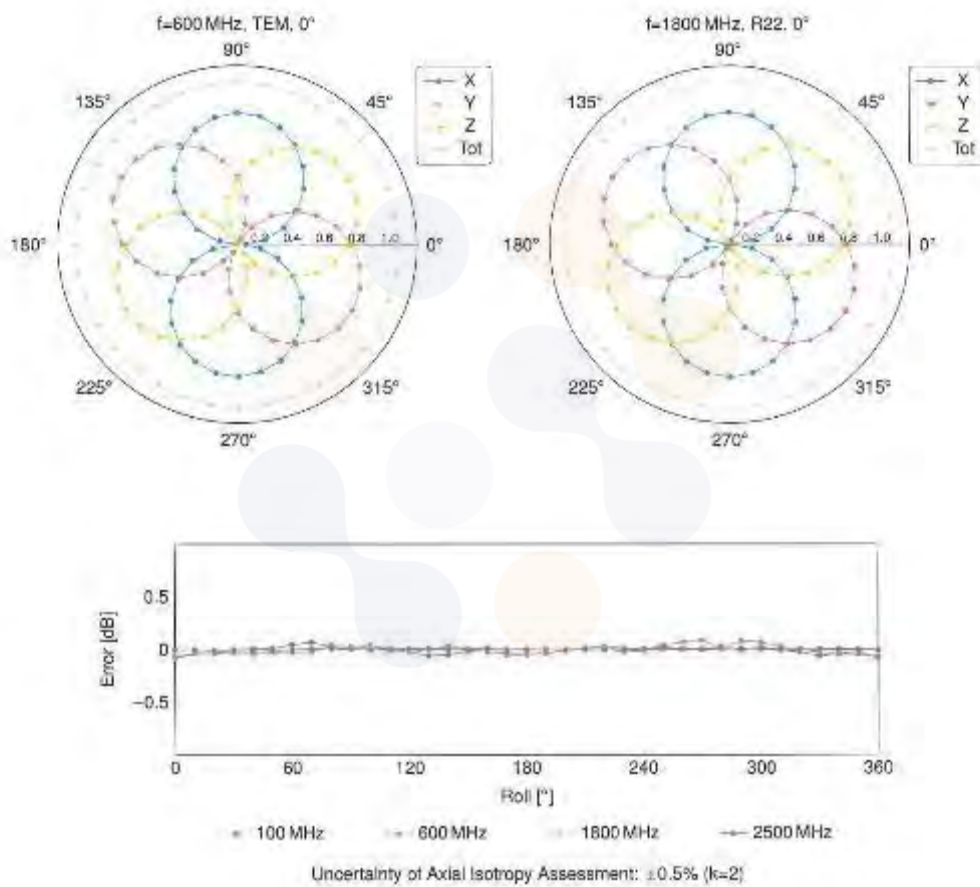 f=600 MHz, TEM, 0°
90°
135°
45°
180°
0.2 0.4 0.6 0.8 1.0
0°
225°
315°
270°
X
Y
Z
Tot
f=1800 MHz, R22, 0°
90°
135°
45°
180°
0.2 0.4 0.6 0.8 1.0
0°
225°
315°
270°
X
Y
Z
Tot
Error [dB]
0.5
0
−0.5
0 60 120 180 240 300 360
Roll [°]
100 MHz 600 MHz 1800 MHz 2500 MHz
Uncertainty of Axial Isotropy Assessment: ±0.5% (k=2)